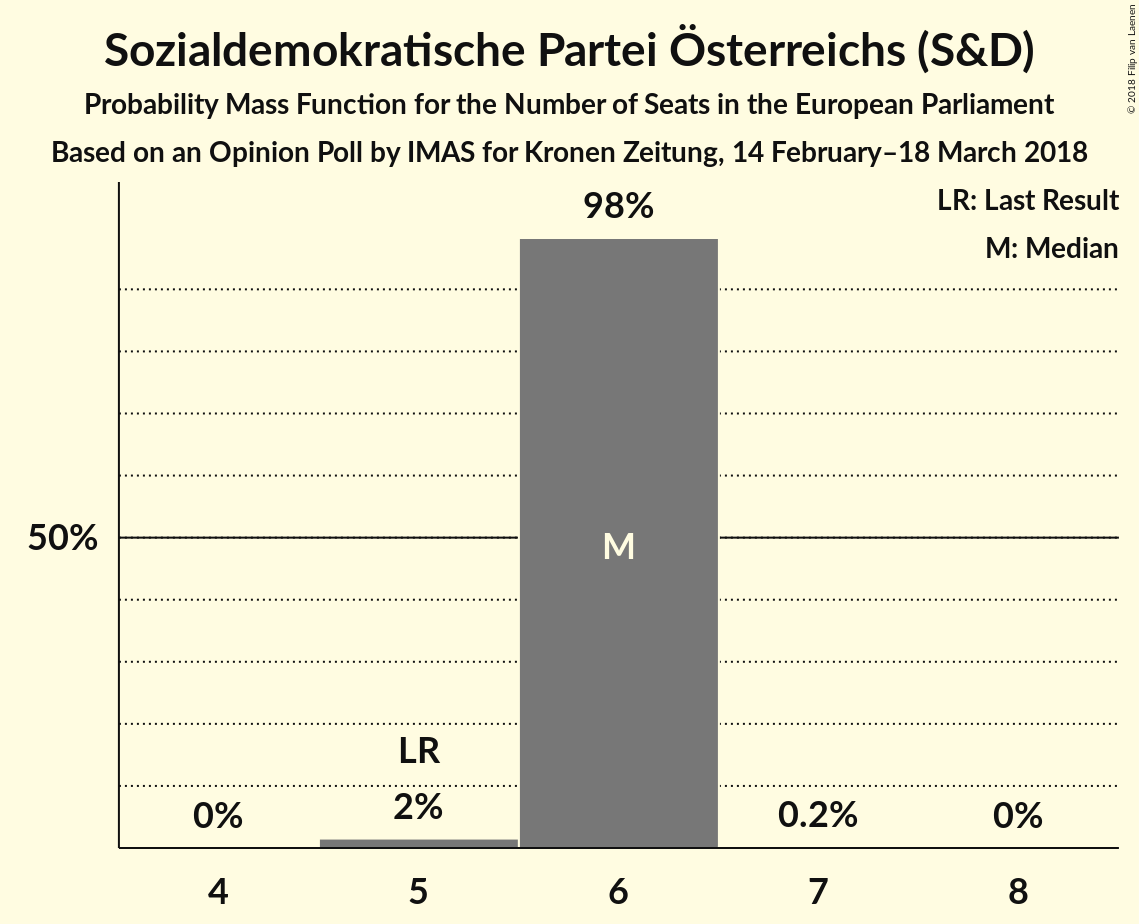 Sozialdemokratische Partei Österreichs (S&D)
Probability Mass Function for the Number of Seats in the European Parliament
Based on an Opinion Poll by IMAS for Kronen Zeitung, 14 February–18 March 2018
© 2018 Filip van Laenen
LR: Last Result
M: Median
98%
50%
M
LR
0%
2%
0.2%
0%
4
5
6
7
8